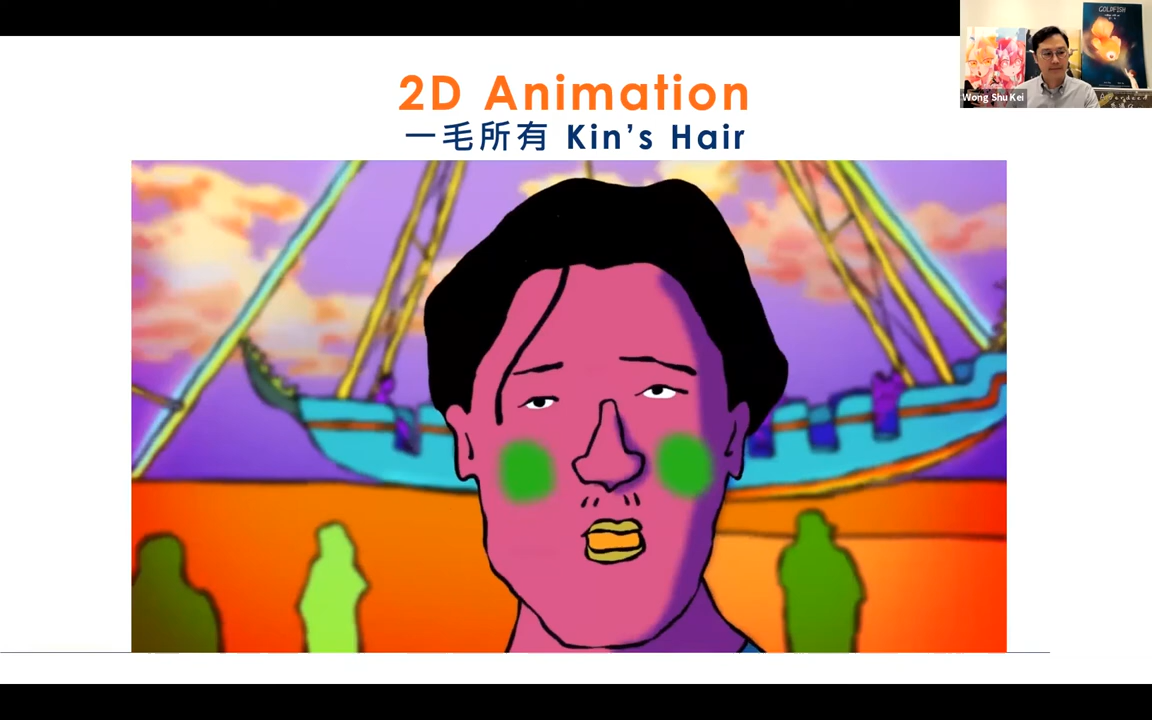 2D Animation
一毛所有 Kin's Hair
GOLDFISH
Wong Shu Kei